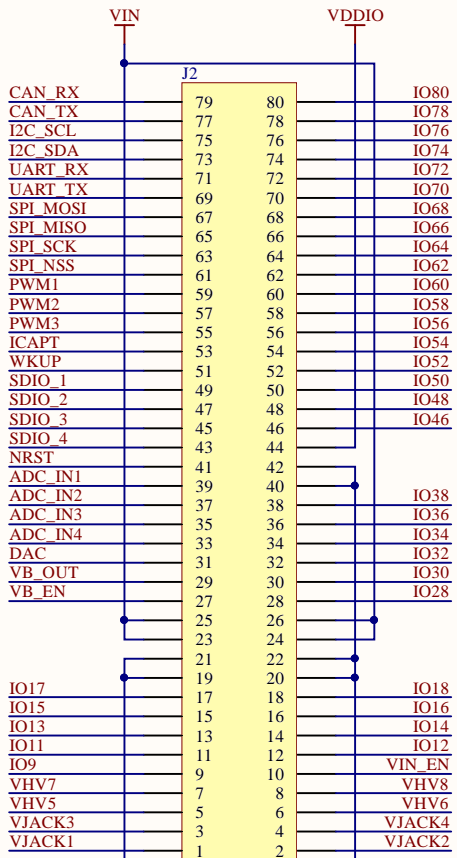 VIN VDDIO
J2
CAN_RX 79 80 IO80
CAN_TX 77 78 IO78
I2C_SCL 75 76 IO76
I2C_SDA 73 74 IO74
UART_RX 71 72 IO72
UART_TX 69 70 IO70
SPI_MOSI 67 68 IO68
SPI_MISO 65 66 IO66
SPI_SCK 63 64 IO64
SPI_NSS 61 62 IO62
PWM1 59 60 IO60
PWM2 57 58 IO58
PWM3 55 56 IO56
ICAPT 53 54 IO54
WKUP 51 52 IO52
SDIO_1 49 50 IO50
SDIO_2 47 48 IO48
SDIO_3 45 46 IO46
SDIO_4 43 44
NRST 41 42
ADC_IN1 39 40
ADC_IN2 37 38 IO38
ADC_IN3 35 36 IO36
ADC_IN4 33 34 IO34
DAC 31 32 IO32
VB_OUT 29 30 IO30
VB_EN 27 28 IO28
25 26
23 24
21 22
19 20
IO17 17 18 IO18
IO15 15 16 IO16
IO13 13 14 IO14
IO11 11 12 IO12
IO9 9 10 VIN_EN
VHV7 7 8 VHV8
VHV5 5 6 VHV6
VJACK3 3 4 VJACK4
VJACK1 1 2 VJACK2